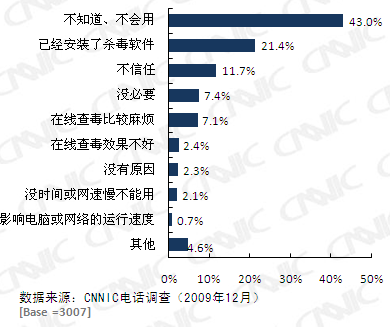 不知道、不会用 43.0%
已经安装了杀毒软件 21.4%
不信任 11.7%
没必要 7.4%
在线查毒比较麻烦 7.1%
在线查毒效果不好 2.4%
没有原因 2.3%
没时间或网速慢不能用 2.1%
影响电脑或网络的运行速度 0.7%
其他 4.6%
0% 10% 20% 30% 40% 50%
数据来源：CNNIC电话调查（2009年12月）
[Base =3007]